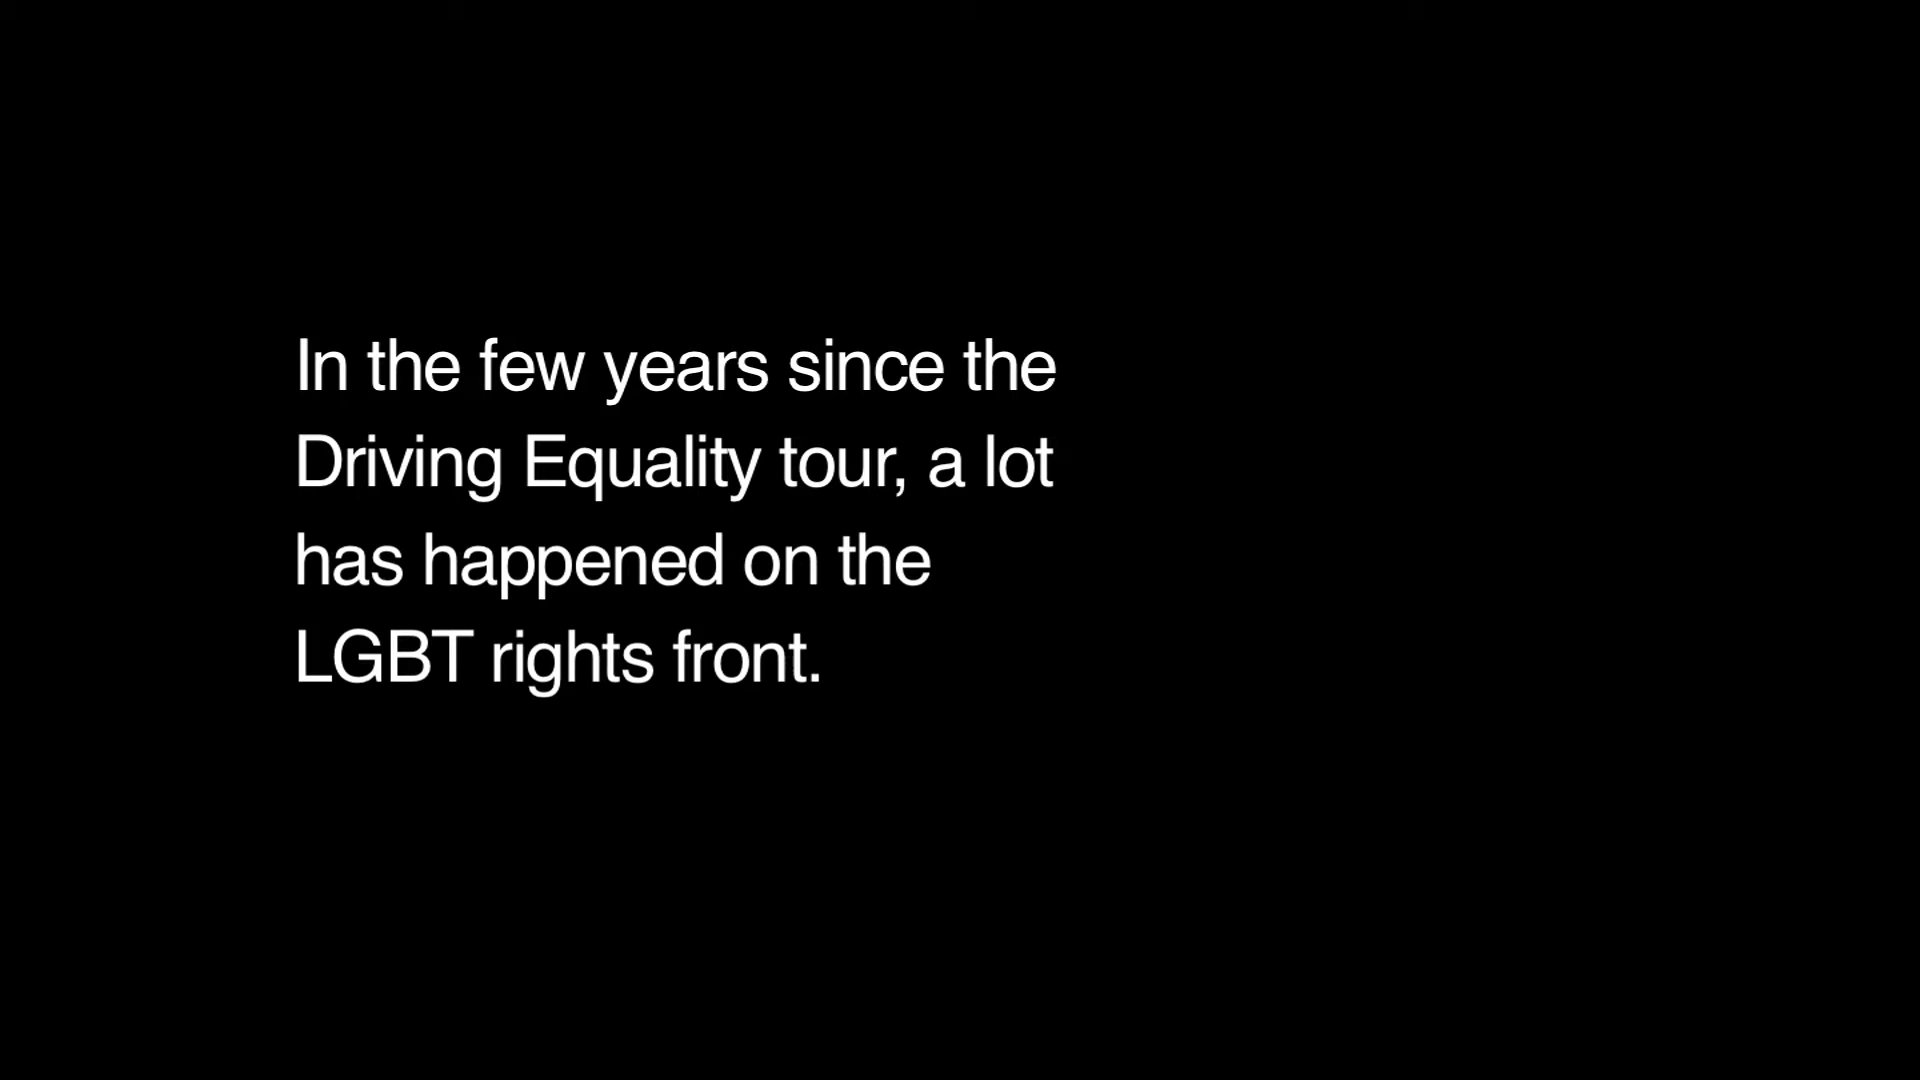 In the few years since the
Driving Equality tour, a lot
has happened on the
LGBT rights front.